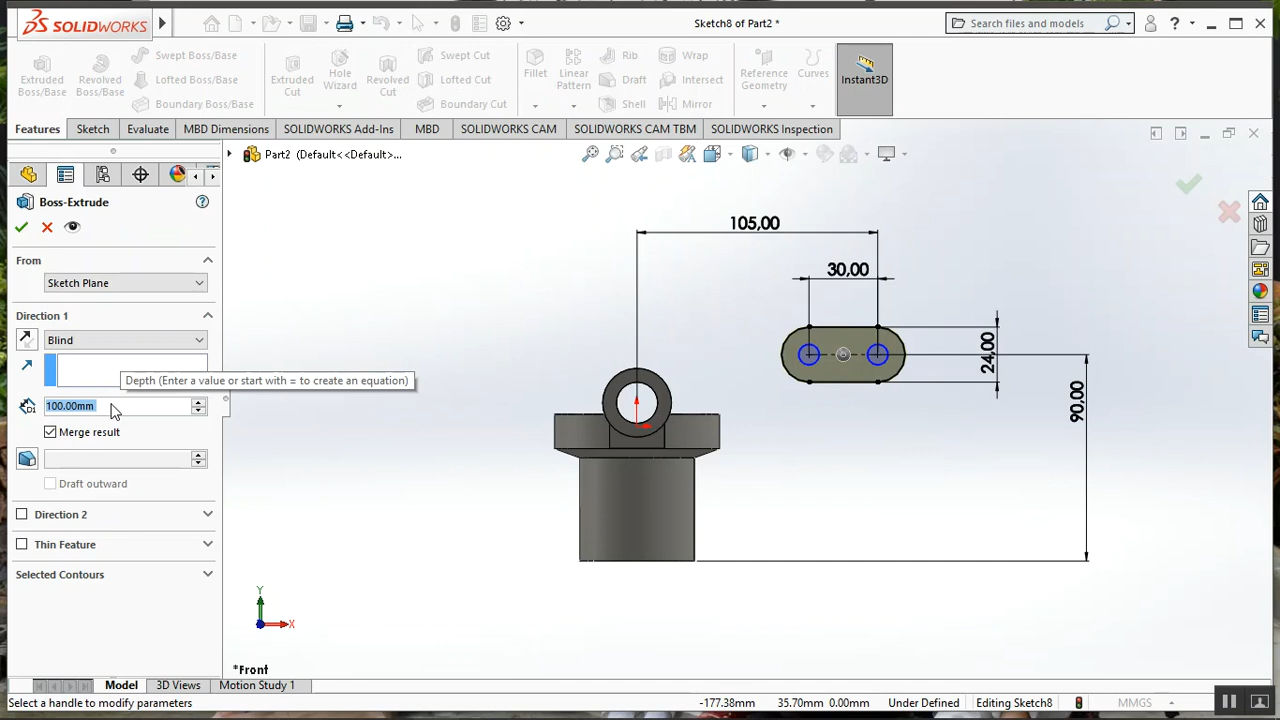 SOLIDWORKS
Sketch8 of Part2 *
Search files and models
Extruded Boss/Base
Revolved Boss/Base
Swept Boss/Base
Lofted Boss/Base
Boundary Boss/Base
Extruded Cut
Hole Wizard
Revolved Cut
Swept Cut
Lofted Cut
Boundary Cut
Fillet
Linear Pattern
Rib
Draft
Shell
Wrap
Intersect
Mirror
Reference Geometry
Curves
Instant3D
Features
Sketch
Evaluate
MBD Dimensions
SOLIDWORKS Add-Ins
MBD
SOLIDWORKS CAM
SOLIDWORKS CAM TBM
SOLIDWORKS Inspection
Part2 (Default<<Default>...
Boss-Extrude
From
Sketch Plane
Direction 1
Blind
Depth (Enter a value or start with = to create an equation)
100.00mm
Merge result
Draft outward
Direction 2
Thin Feature
Selected Contours
105,00
30,00
24,00
90,00
Y
X
*Front
Model
3D Views
Motion Study 1
Select a handle to modify parameters
-177.38mm
35.70mm
0.00mm
Under Defined
Editing Sketch8
MMGS